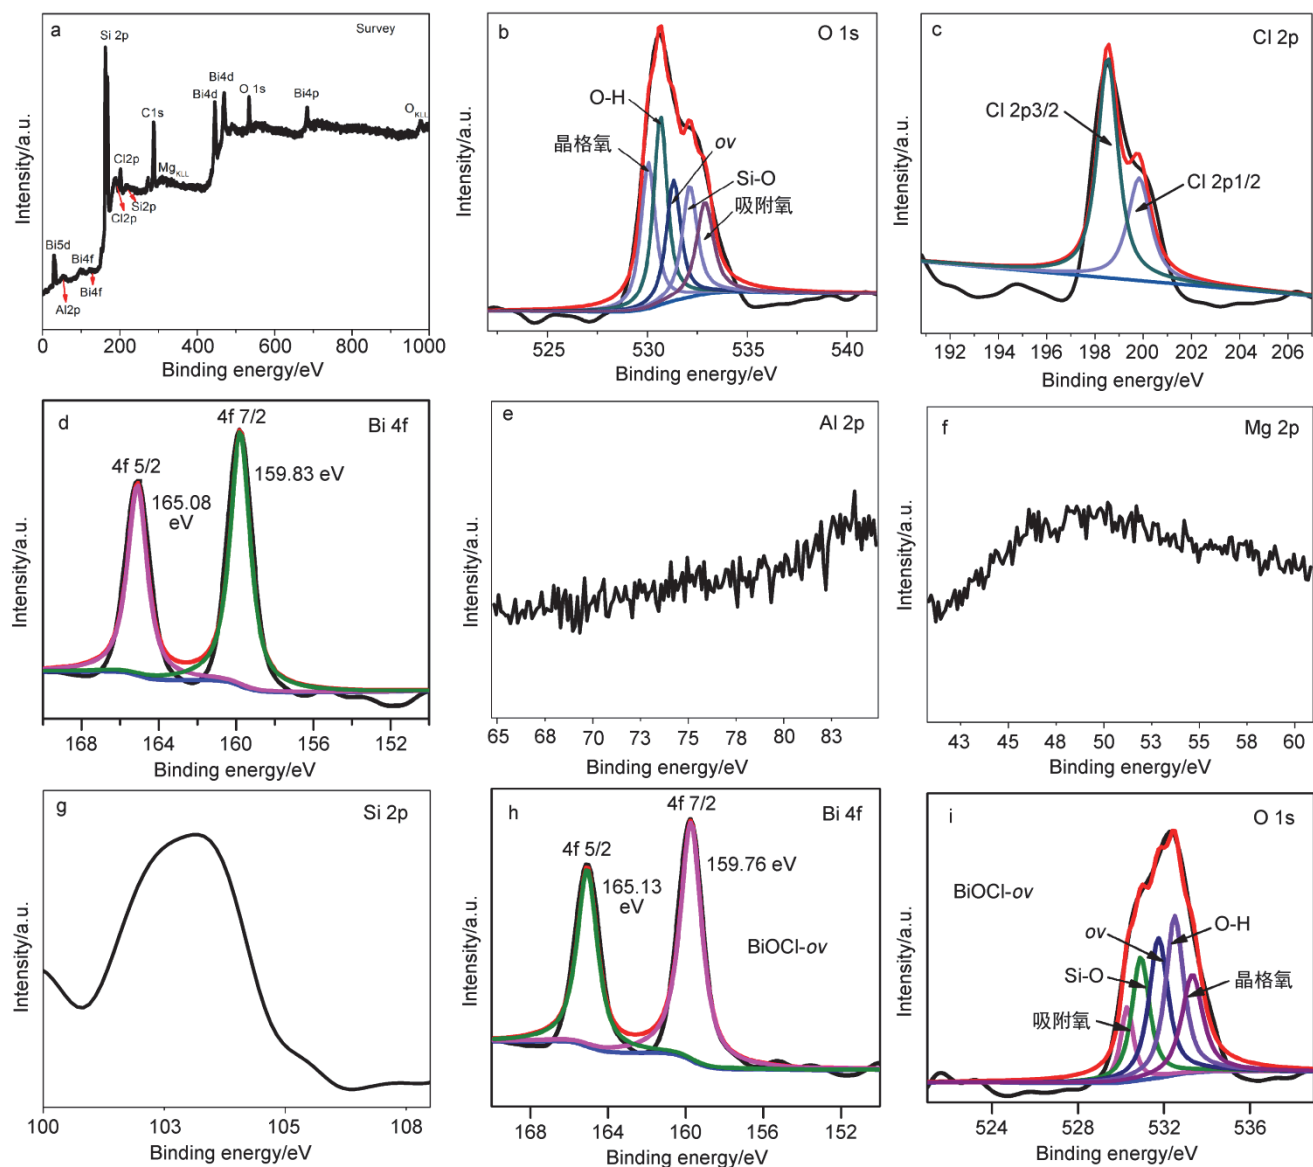 a
Survey
Si 2p
Bi4d
Bi4d
O 1s
Bi4p
O KLL
C1s
Cl2p
Mg KLL
Cl2p
Si2p
Bi5d
Bi4f
Bi4f
Al2p
Intensity/a.u.
0 200 400 600 800 1000
Binding energy/eV
b
O 1s
O-H
晶格氧
ov
Si-O
吸附氧
Intensity/a.u.
525 530 535 540
Binding energy/eV
c
Cl 2p
Cl 2p3/2
Cl 2p1/2
Intensity/a.u.
192 194 196 198 200 202 204 206
Binding energy/eV
d
Bi 4f
4f 7/2
4f 5/2
159.83 eV
165.08
eV
Intensity/a.u.
168 164 160 156 152
Binding energy/eV
e
Al 2p
Intensity/a.u.
65 68 70 73 75 78 80 83
Binding energy/eV
f
Mg 2p
Intensity/a.u.
43 45 48 50 53 55 58 60
Binding energy/eV
g
Si 2p
Intensity/a.u.
100 103 105 108
Binding energy/eV
h
Bi 4f
4f 7/2
4f 5/2
159.76 eV
165.13
eV
BiOCl-ov
Intensity/a.u.
168 164 160 156 152
Binding energy/eV
i
O 1s
BiOCl-ov
ov
O-H
Si-O
晶格氧
吸附氧
Intensity/a.u.
524 528 532 536
Binding energy/eV